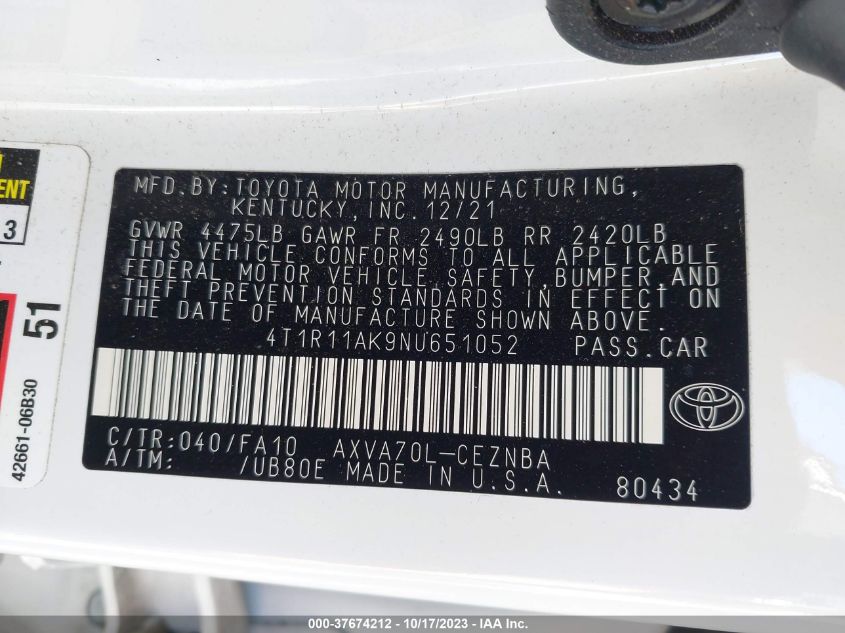 MFD.BY:TOYOTA MOTOR MANUFACTURING,
KENTUCKY,INC.12/21
GVWR 4475LB GAWR FR 2490LB RR 2420LB
THIS VEHICLE CONFORMS TO ALL APPLICABLE
FEDERAL MOTOR VEHICLE SAFETY,BUMPER,AND
THEFT PREVENTION STANDARDS IN EFFECT ON
THE DATE OF MANUFACTURE SHOWN ABOVE.
4T1R11AK9NU651052 PASS.CAR
C/TR:040/FA10 AXVA70L-CEZNBA
A/TM: /UB80E MADE IN U.S.A.
80434
3
51
42661-06B30
000-37674212 - 10/17/2023 - IAA Inc.